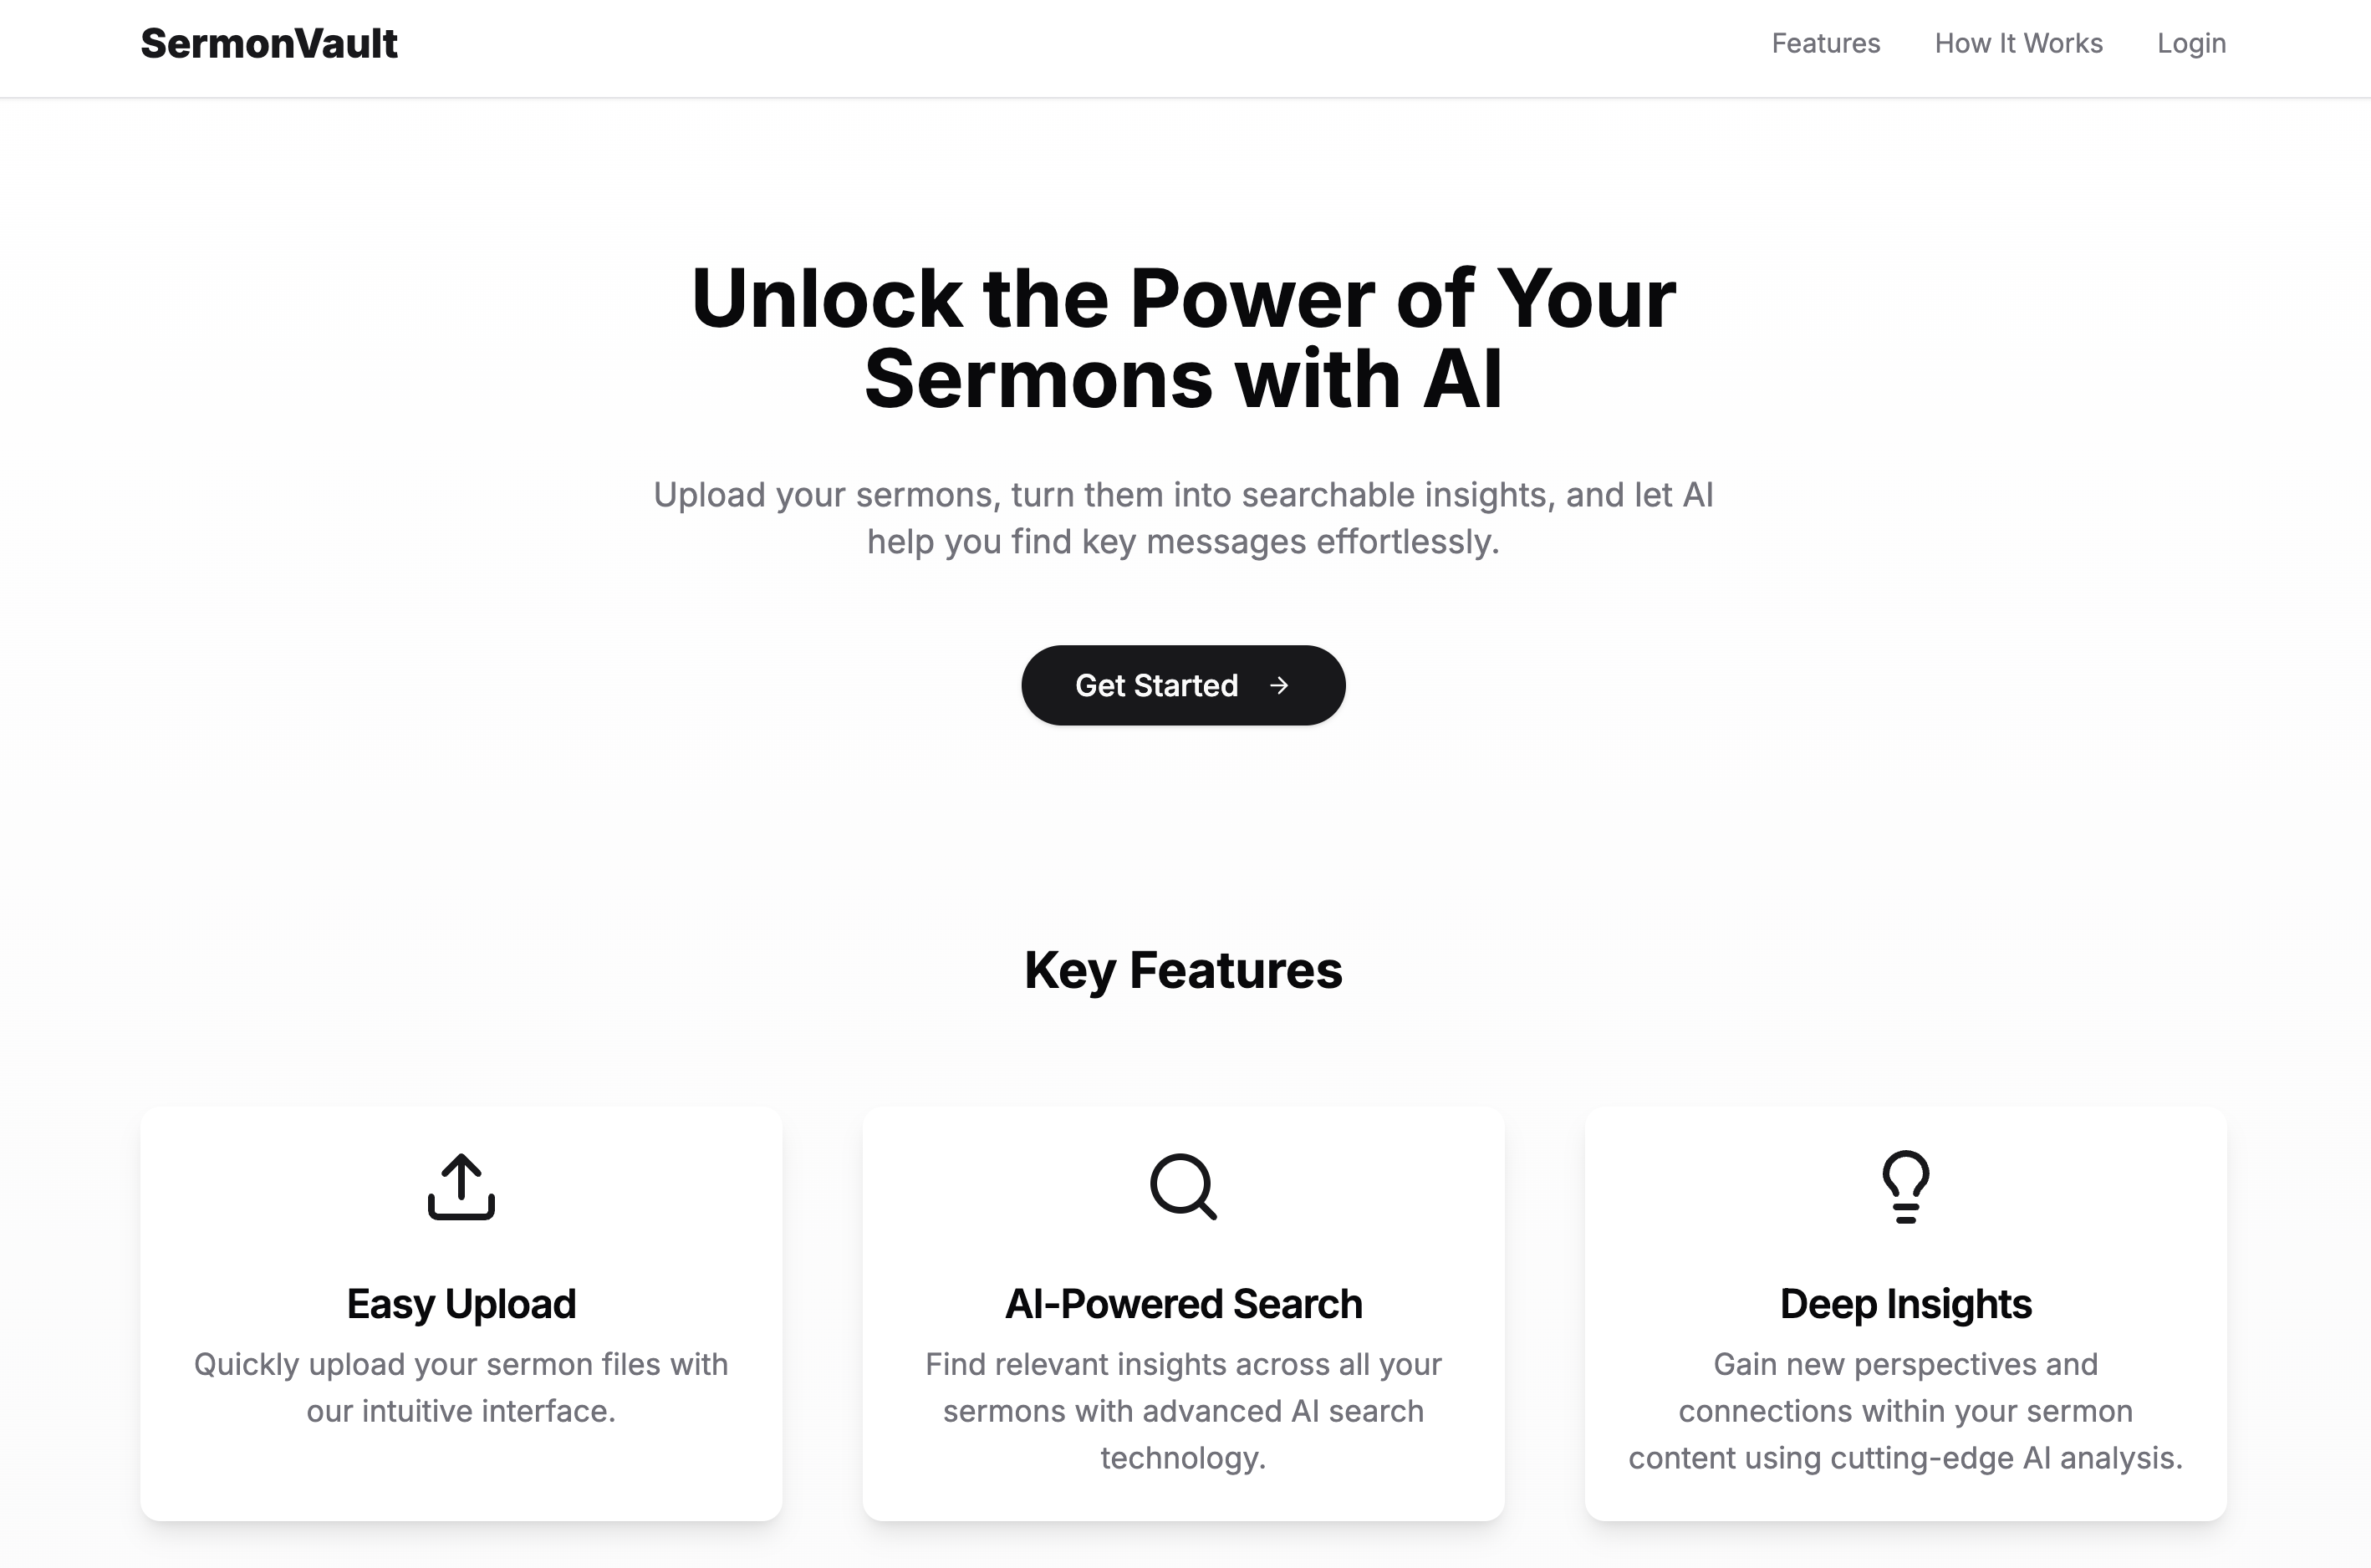 SermonVault
Features
How It Works
Login
Unlock the Power of Your
Sermons with AI
Upload your sermons, turn them into searchable insights, and let AI
help you find key messages effortlessly.
Get Started →
Key Features
Easy Upload
Quickly upload your sermon files with
our intuitive interface.
AI-Powered Search
Find relevant insights across all your
sermons with advanced AI search
technology.
Deep Insights
Gain new perspectives and
connections within your sermon
content using cutting-edge AI analysis.